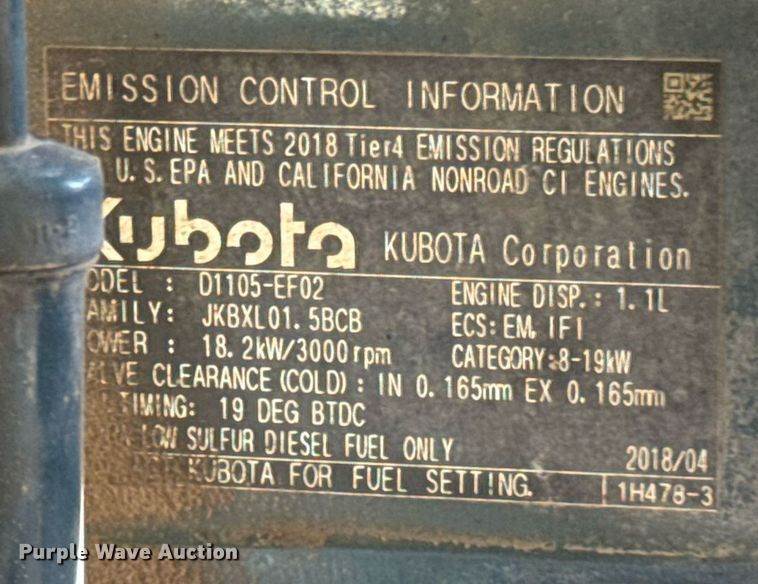 EMISSION CONTROL INFORMATION
THIS ENGINE MEETS 2018 Tier4 EMISSION REGULATIONS
U.S. EPA AND CALIFORNIA NONROAD CI ENGINES.
Kubota KUBOTA Corporation
ODEL : D1105-EF02 ENGINE DISP.: 1.1L
AMILY: JKBXL01.5BCB ECS: EM, IFI
OWER : 18.2kW/3000rpm CATEGORY:8-19kW
VE CLEARANCE (COLD) : IN 0.165mm EX 0.165mm
TIMING: 19 DEG BTDC
LOW SULFUR DIESEL FUEL ONLY 2018/04
KUBOTA FOR FUEL SETTING. 1H478-3
Purple Wave Auction